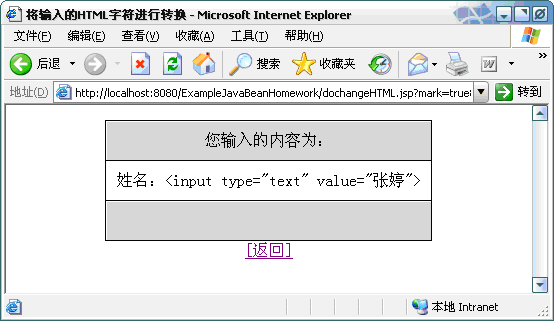 将输入的HTML字符进行转换 - Microsoft Internet Explorer
文件(F) 编辑(E) 查看(V) 收藏(A) 工具(T) 帮助(H)
后退 搜索 收藏夹 W
地址(D) http://localhost:8080/ExampleJavaBeanHomework/dochangeHTML.jsp?mark=true& 转到
您输入的内容为:
姓名：<input type="text" value="张婷">
[返回]
本地 Intranet